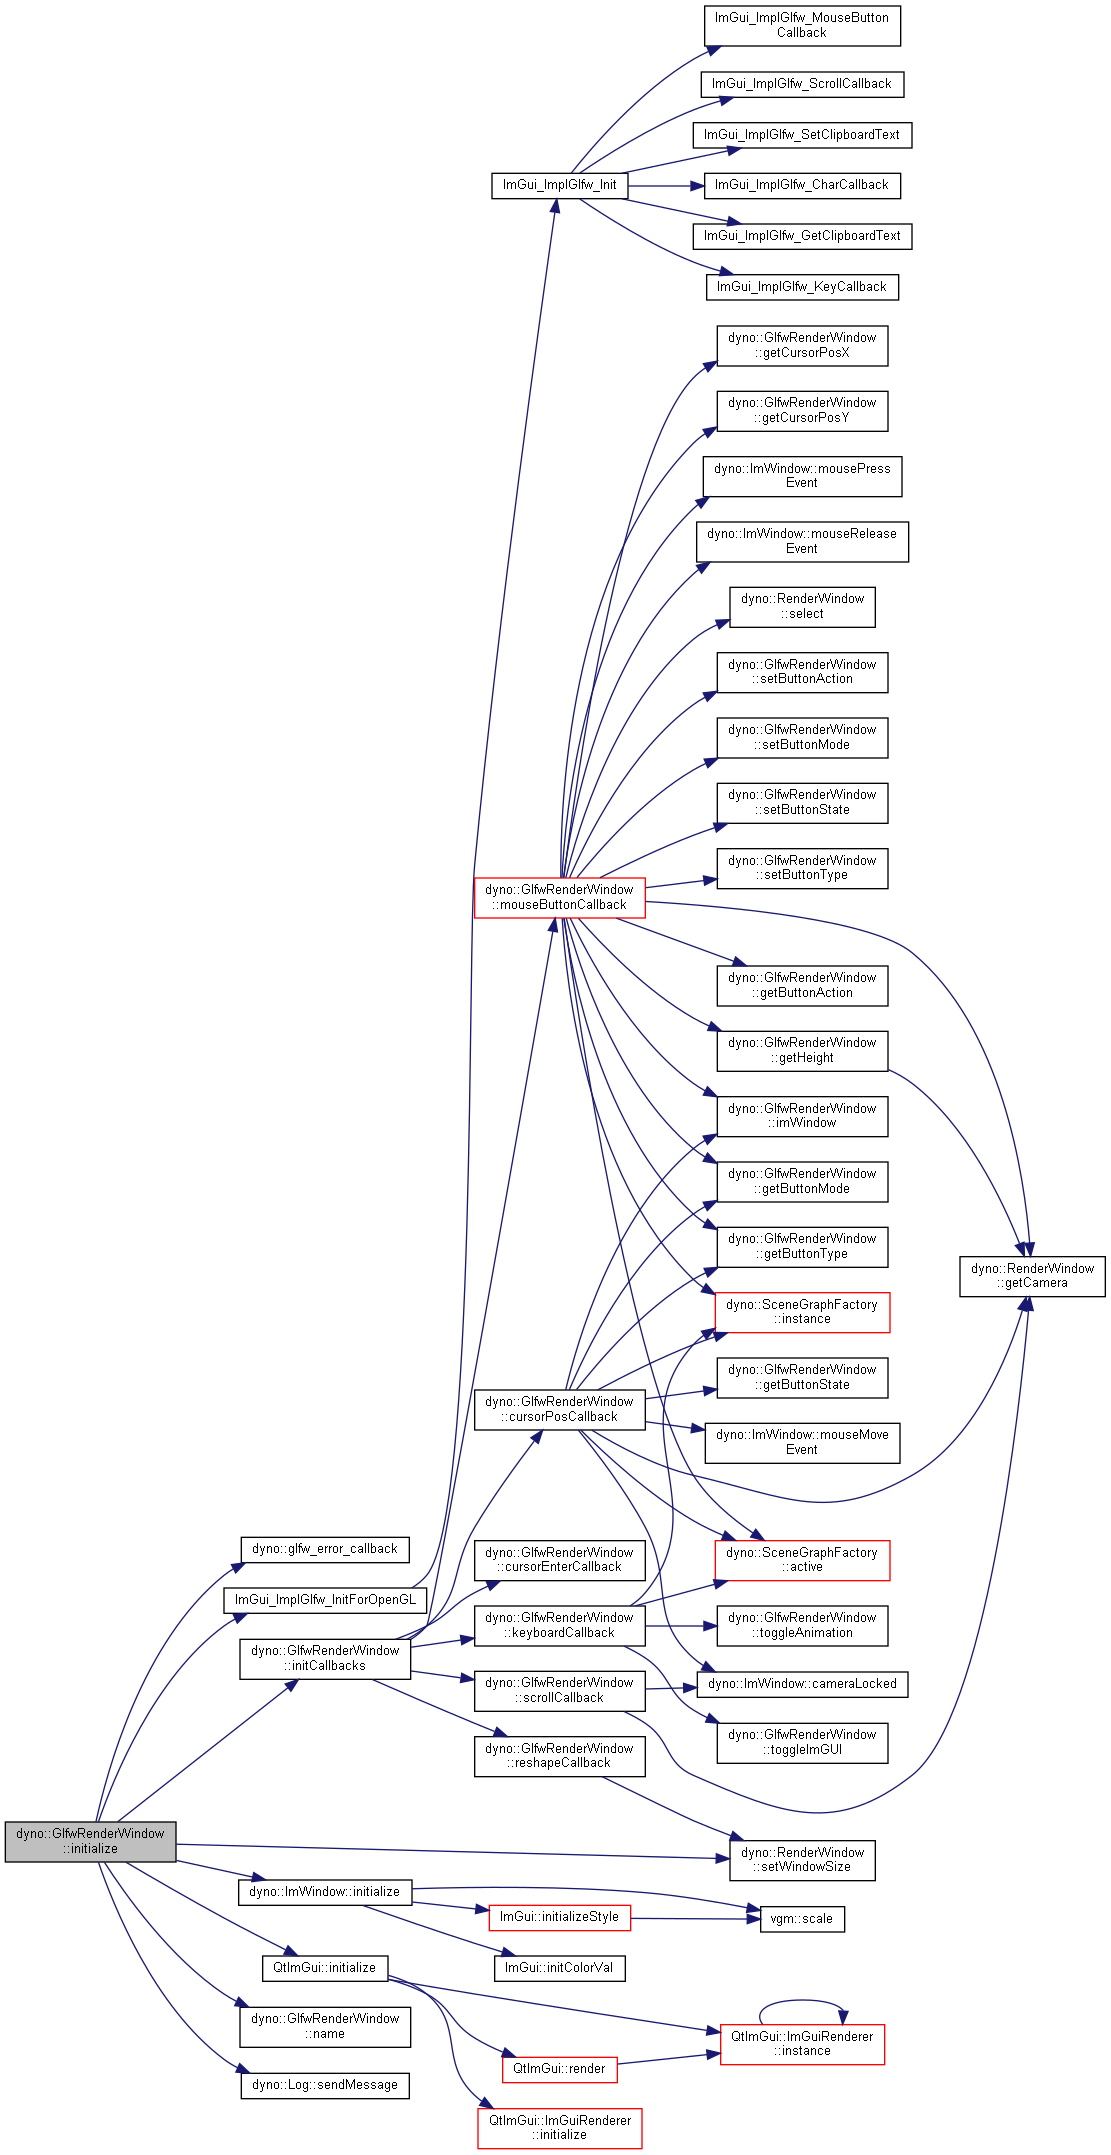 ImGui_ImplGlfw_MouseButton
Callback
ImGui_ImplGlfw_ScrollCallback
ImGui_ImplGlfw_SetClipboardText
ImGui_ImplGlfw_Init
ImGui_ImplGlfw_CharCallback
ImGui_ImplGlfw_GetClipboardText
ImGui_ImplGlfw_KeyCallback
dyno::GlfwRenderWindow
::getCursorPosX
dyno::GlfwRenderWindow
::getCursorPosY
dyno::ImWindow::mousePress
Event
dyno::ImWindow::mouseRelease
Event
dyno::RenderWindow
::select
dyno::GlfwRenderWindow
::setButtonAction
dyno::GlfwRenderWindow
::setButtonMode
dyno::GlfwRenderWindow
::setButtonState
dyno::GlfwRenderWindow
::setButtonType
dyno::GlfwRenderWindow
::mouseButtonCallback
dyno::GlfwRenderWindow
::getButtonAction
dyno::GlfwRenderWindow
::getHeight
dyno::GlfwRenderWindow
::imWindow
dyno::GlfwRenderWindow
::getButtonMode
dyno::GlfwRenderWindow
::getButtonType
dyno::RenderWindow
::getCamera
dyno::SceneGraphFactory
::instance
dyno::GlfwRenderWindow
::getButtonState
dyno::GlfwRenderWindow
::cursorPosCallback
dyno::ImWindow::mouseMove
Event
dyno::glfw_error_callback
dyno::GlfwRenderWindow
::cursorEnterCallback
dyno::SceneGraphFactory
::active
ImGui_ImplGlfw_InitForOpenGL
dyno::GlfwRenderWindow
::keyboardCallback
dyno::GlfwRenderWindow
::toggleAnimation
dyno::GlfwRenderWindow
::initCallbacks
dyno::GlfwRenderWindow
::scrollCallback
dyno::ImWindow::cameraLocked
dyno::GlfwRenderWindow
::reshapeCallback
dyno::GlfwRenderWindow
::toggleImGUI
dyno::GlfwRenderWindow
::initialize
dyno::RenderWindow
::setWindowSize
dyno::ImWindow::initialize
ImGui::initializeStyle
vgm::scale
QtImGui::initialize
ImGui::initColorVal
dyno::GlfwRenderWindow
::name
QtImGui::ImGuiRenderer
::instance
QtImGui::render
dyno::Log::sendMessage
QtImGui::ImGuiRenderer
::initialize